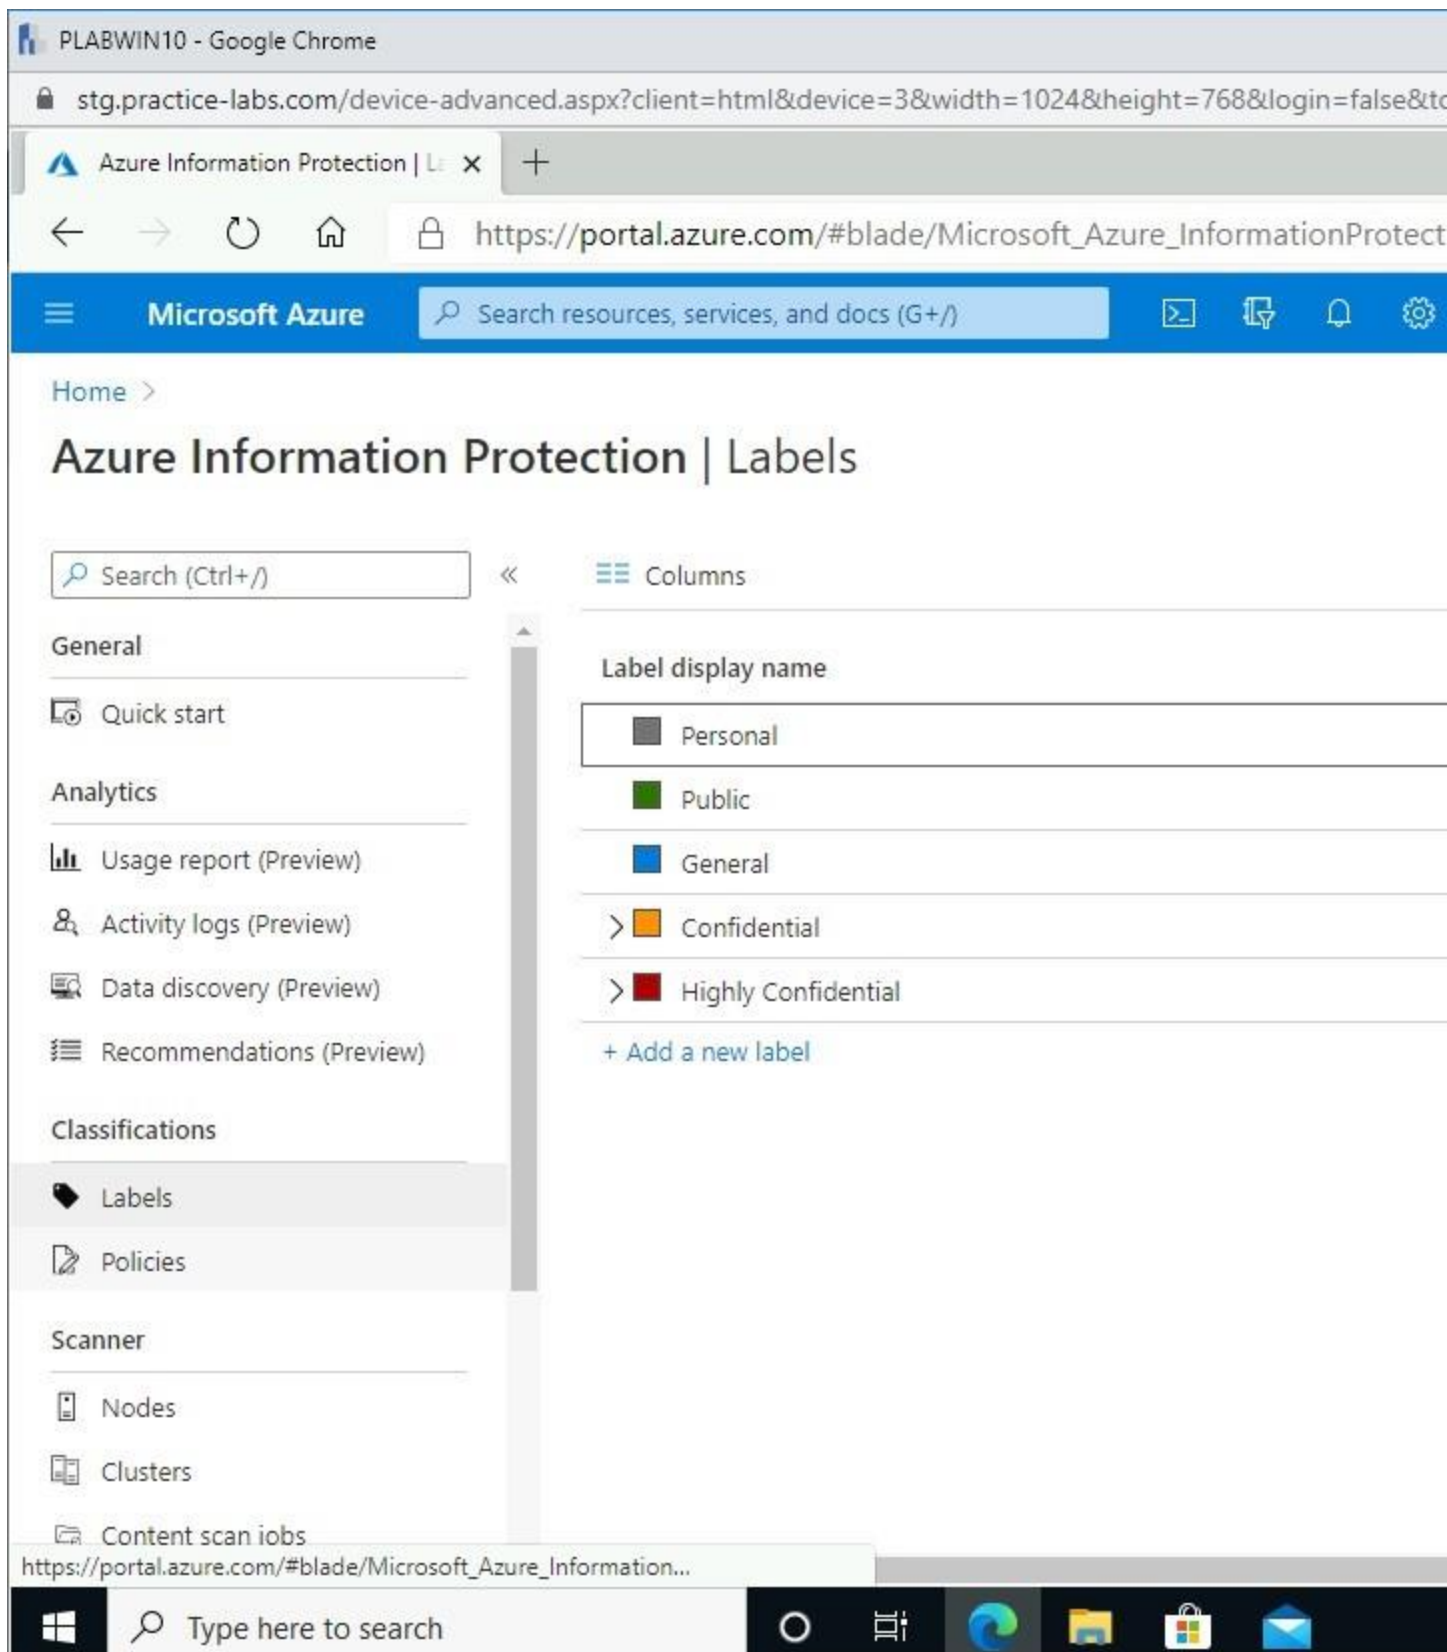 PLABWIN10 - Google Chrome
stg.practice-labs.com/device-advanced.aspx?client=html&device=3&width=1024&height=768&login=false&to
Azure Information Protection | La
https://portal.azure.com/#blade/Microsoft_Azure_InformationProtect
Microsoft Azure
Search resources, services, and docs (G+/)
Home >
Azure Information Protection | Labels
Search (Ctrl+/)
«
Columns
General
Label display name
Quick start
Personal
Analytics
Public
Usage report (Preview)
General
Activity logs (Preview)
Confidential
Data discovery (Preview)
Highly Confidential
Recommendations (Preview)
+ Add a new label
Classifications
Labels
Policies
Scanner
Nodes
Clusters
Content scan jobs
https://portal.azure.com/#blade/Microsoft_Azure_Information...
Type here to search